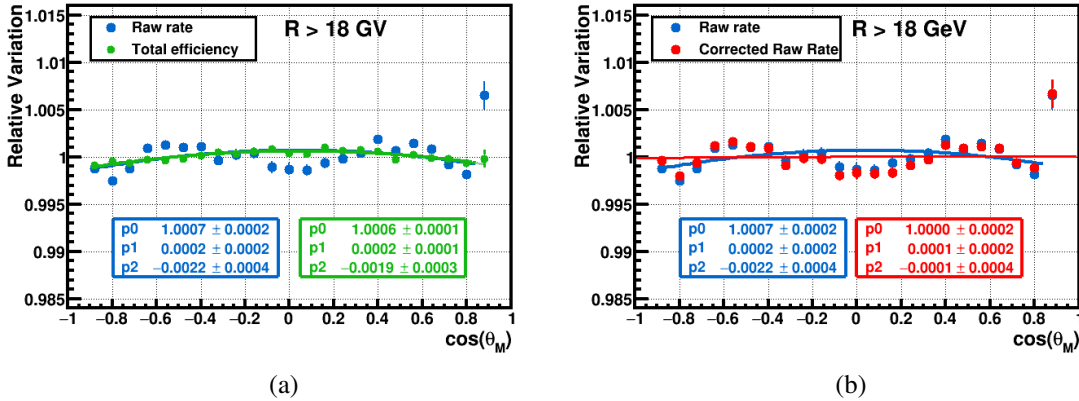 Relative Variation
1.015
1.01
1.005
1
0.995
0.99
0.985
Raw rate
Total efficiency
R > 18 GV
p0 1.0007 ± 0.0002
p1 0.0002 ± 0.0002
p2 −0.0022 ± 0.0004
p0 1.0006 ± 0.0001
p1 0.0002 ± 0.0001
p2 −0.0019 ± 0.0003
−1 −0.8 −0.6 −0.4 −0.2 0 0.2 0.4 0.6 0.8 1
cos(θM)
(a)
Relative Variation
1.015
1.01
1.005
1
0.995
0.99
0.985
Raw rate
Corrected Raw Rate
R > 18 GeV
p0 1.0007 ± 0.0002
p1 0.0002 ± 0.0002
p2 −0.0022 ± 0.0004
p0 1.0000 ± 0.0002
p1 0.0001 ± 0.0002
p2 −0.0001 ± 0.0004
−1 −0.8 −0.6 −0.4 −0.2 0 0.2 0.4 0.6 0.8 1
cos(θM)
(b)